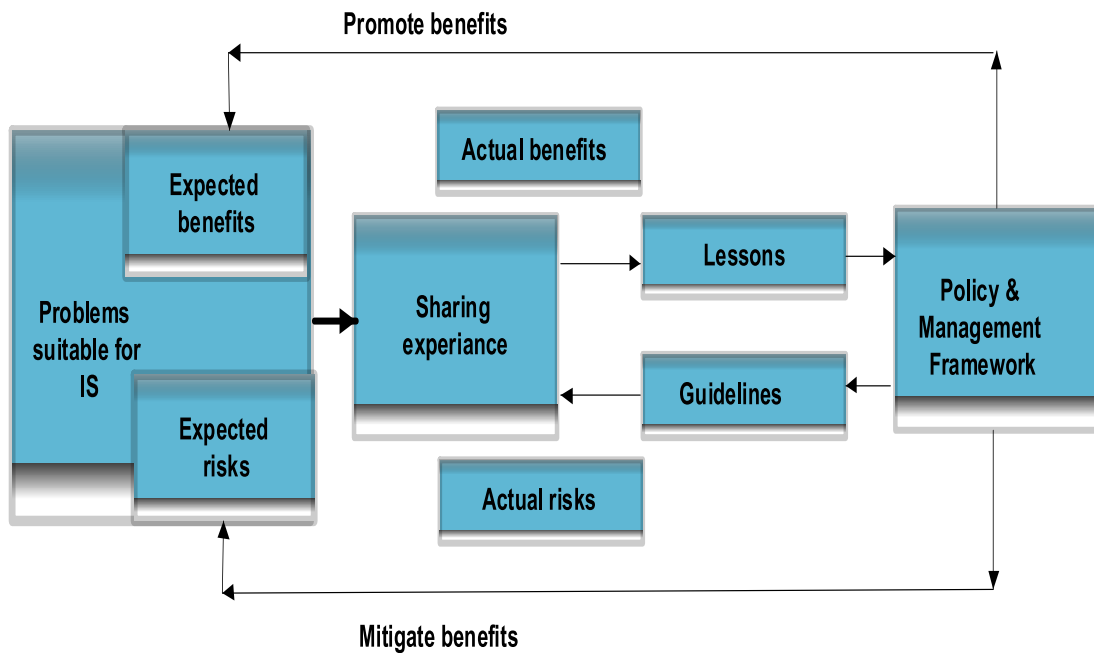 Promote benefits
Actual benefits
Expected
benefits
Problems
suitable for
IS
Expected
risks
Sharing
experiance
Lessons
Guidelines
Policy &
Management
Framework
Actual risks
Mitigate benefits